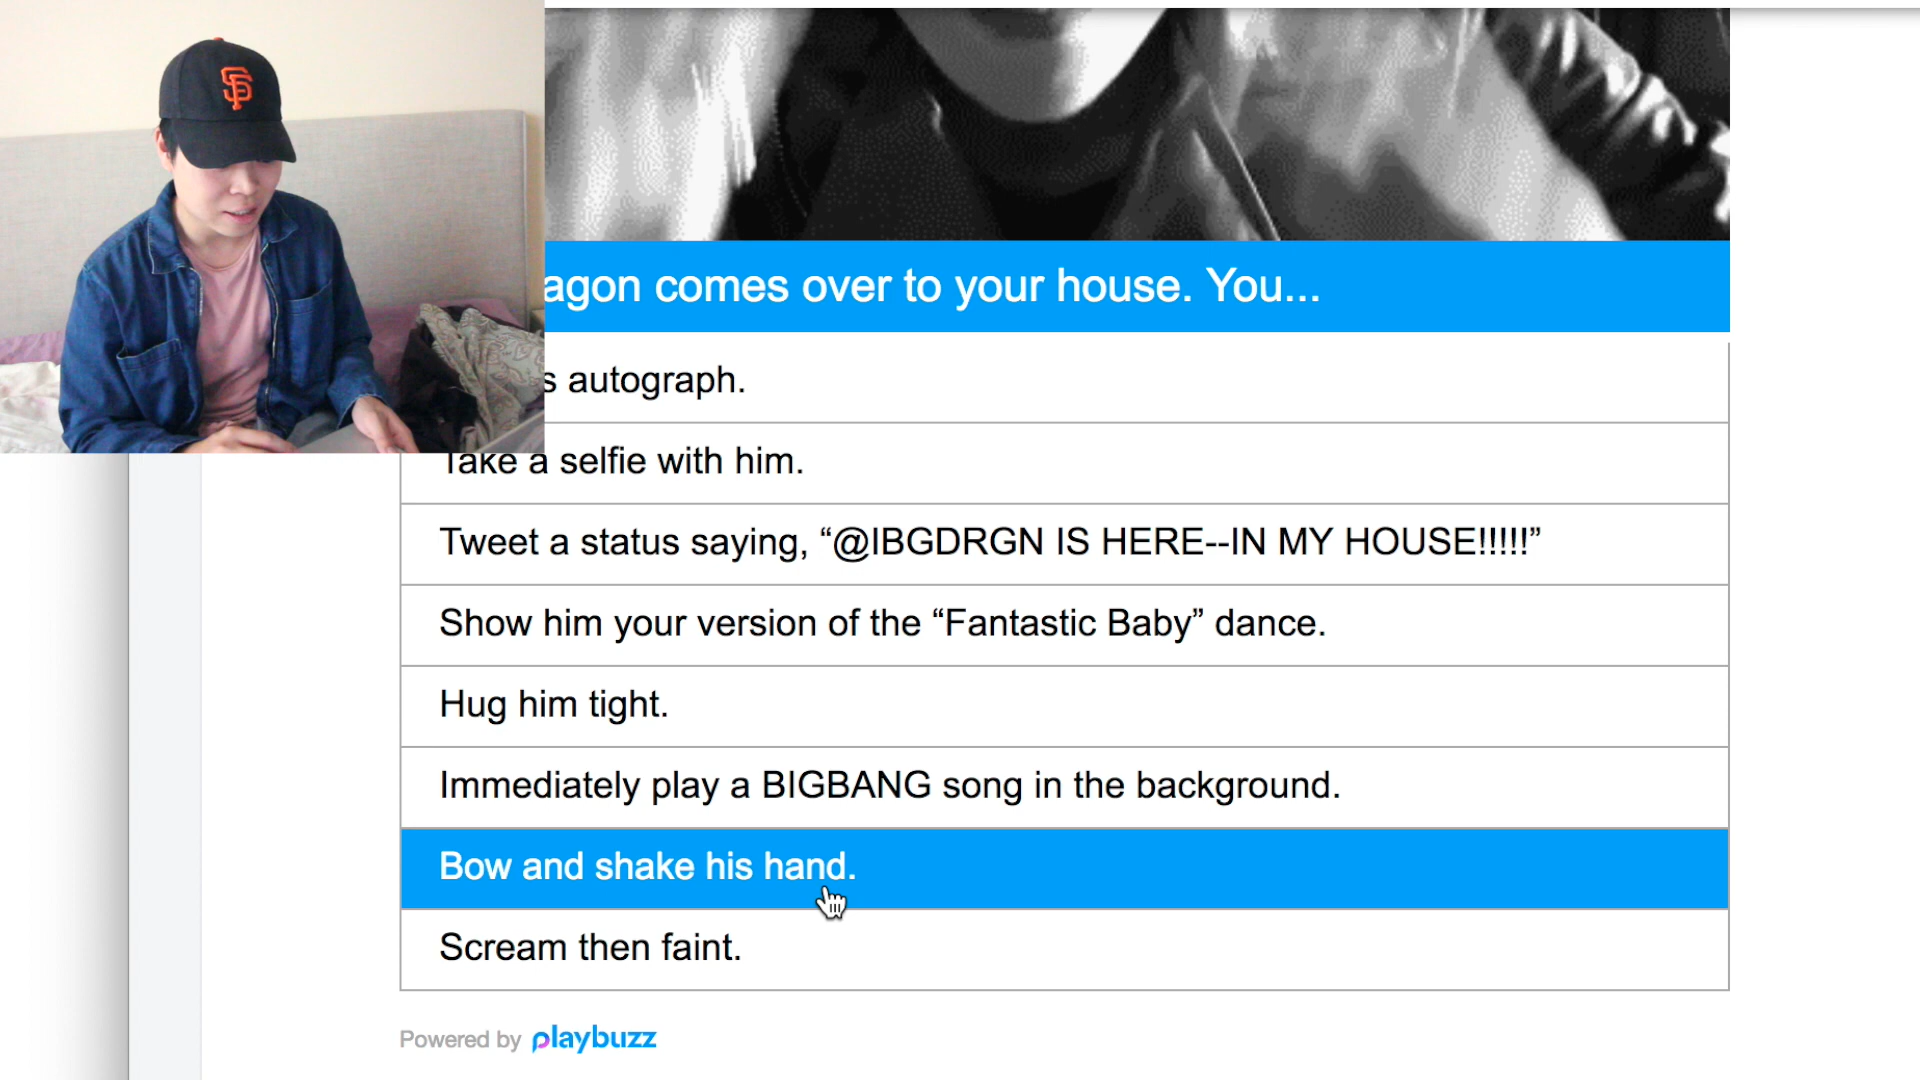 SF
agon comes over to your house. You...
s autograph.
Take a selfie with him.
Tweet a status saying, “@IBGDRGN IS HERE--IN MY HOUSE!!!!!”
Show him your version of the “Fantastic Baby” dance.
Hug him tight.
Immediately play a BIGBANG song in the background.
Bow and shake his hand.
Scream then faint.
Powered by playbuzz